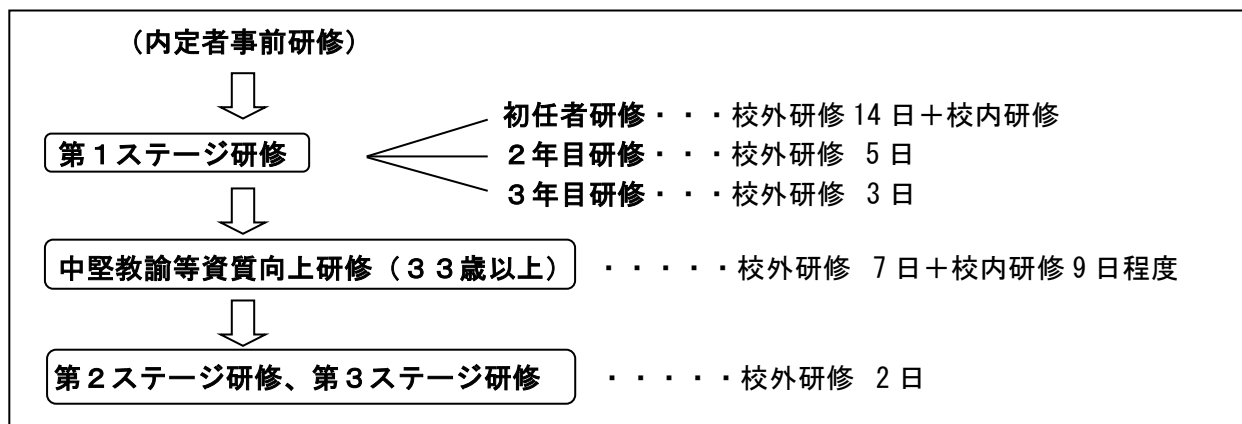 （内定者事前研修）
初任者研修・・・校外研修 14 日＋校内研修
第１ステージ研修
２年目研修・・・校外研修 5 日
３年目研修・・・校外研修 3 日
中堅教諭等資質向上研修（３３歳以上） ・・・・・校外研修 7 日＋校内研修 9 日程度
第２ステージ研修、第３ステージ研修 ・・・・・校外研修 2 日